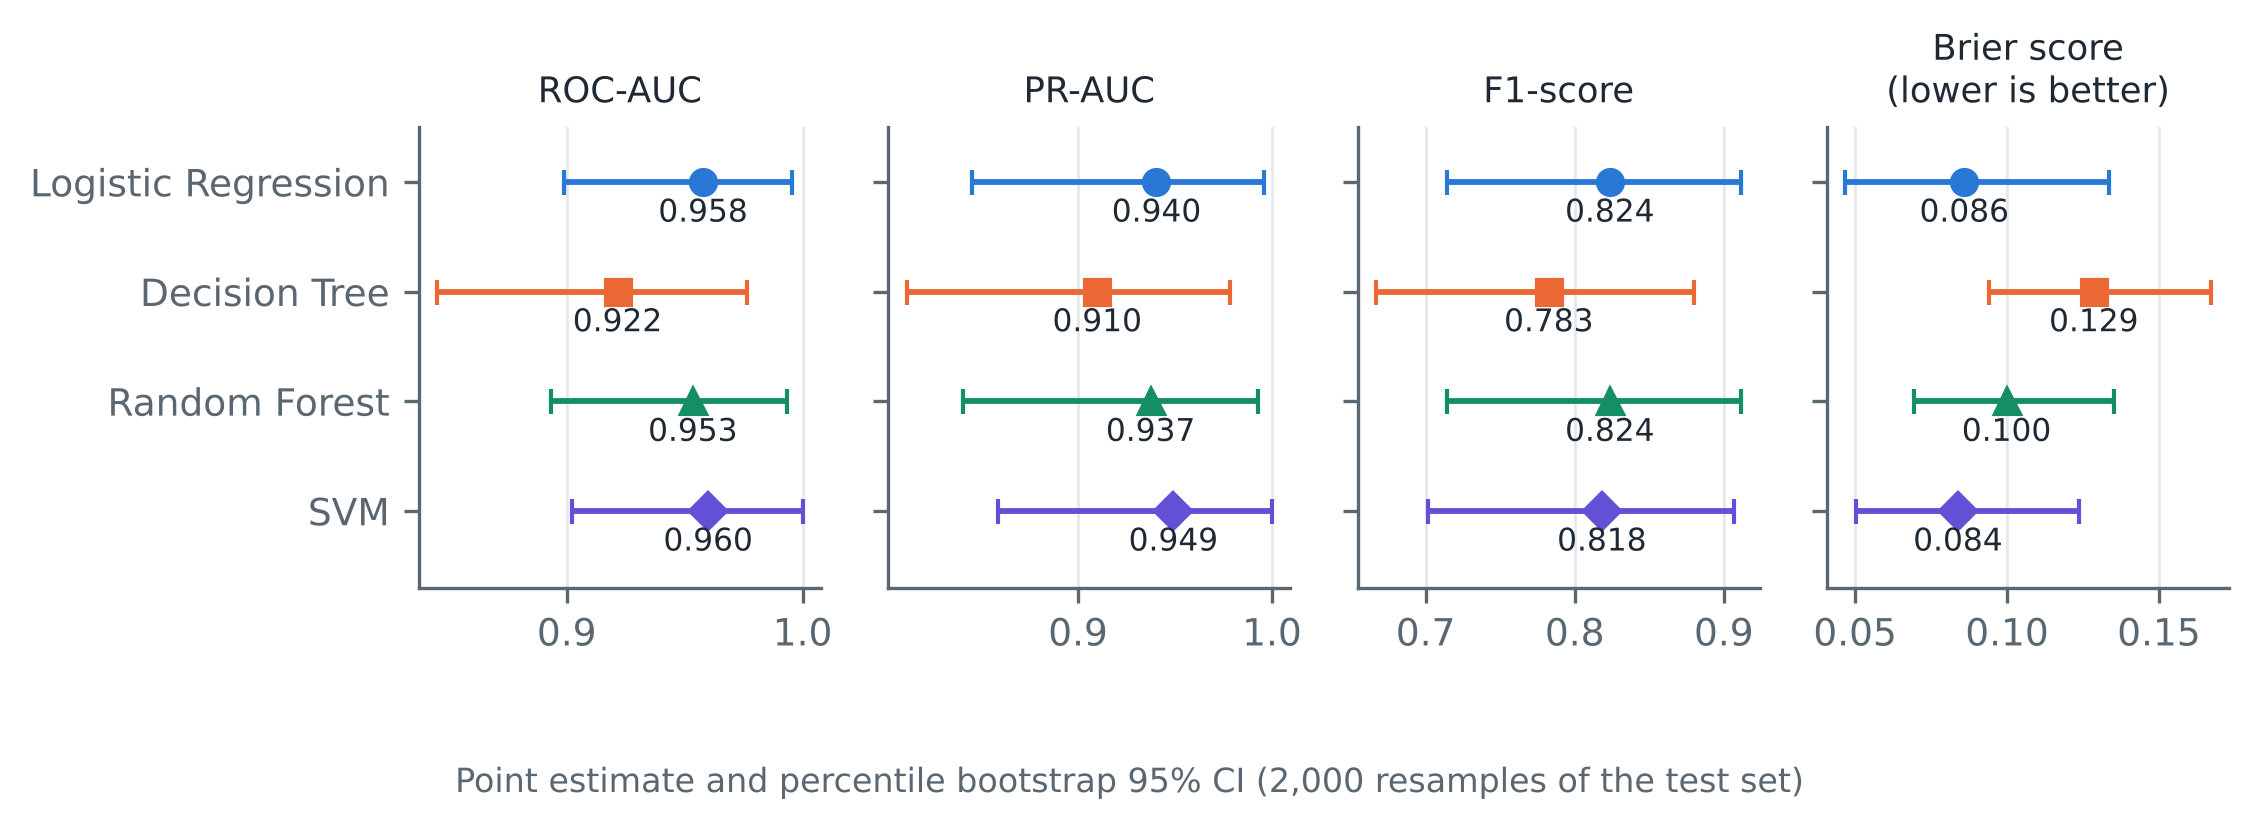 ROC-AUC
PR-AUC
F1-score
Brier score
(lower is better)
Logistic Regression
0.958
0.940
0.824
0.086
Decision Tree
0.922
0.910
0.783
0.129
Random Forest
0.953
0.937
0.824
0.100
SVM
0.960
0.949
0.818
0.084
0.9 1.0
0.9 1.0
0.7 0.8 0.9
0.05 0.10 0.15
Point estimate and percentile bootstrap 95% CI (2,000 resamples of the test set)